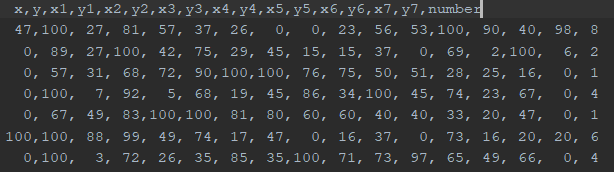 x,y,x1,y1,x2,y2,x3,y3,x4,y4,x5,y5,x6,y6,x7,y7,number
47,100, 27, 81, 57, 37, 26, 0, 0, 23, 56, 53,100, 90, 40, 98, 8
0, 89, 27,100, 42, 75, 29, 45, 15, 15, 37, 0, 69, 2,100, 6, 2
0, 57, 31, 68, 72, 90,100,100, 76, 75, 50, 51, 28, 25, 16, 0, 1
0,100, 7, 92, 5, 68, 19, 45, 86, 34,100, 45, 74, 23, 67, 0, 4
0, 67, 49, 83,100,100, 81, 80, 60, 60, 40, 40, 33, 20, 47, 0, 1
100,100, 88, 99, 49, 74, 17, 47, 0, 16, 37, 0, 73, 16, 20, 20, 6
0,100, 3, 72, 26, 35, 85, 35,100, 71, 73, 97, 65, 49, 66, 0, 4